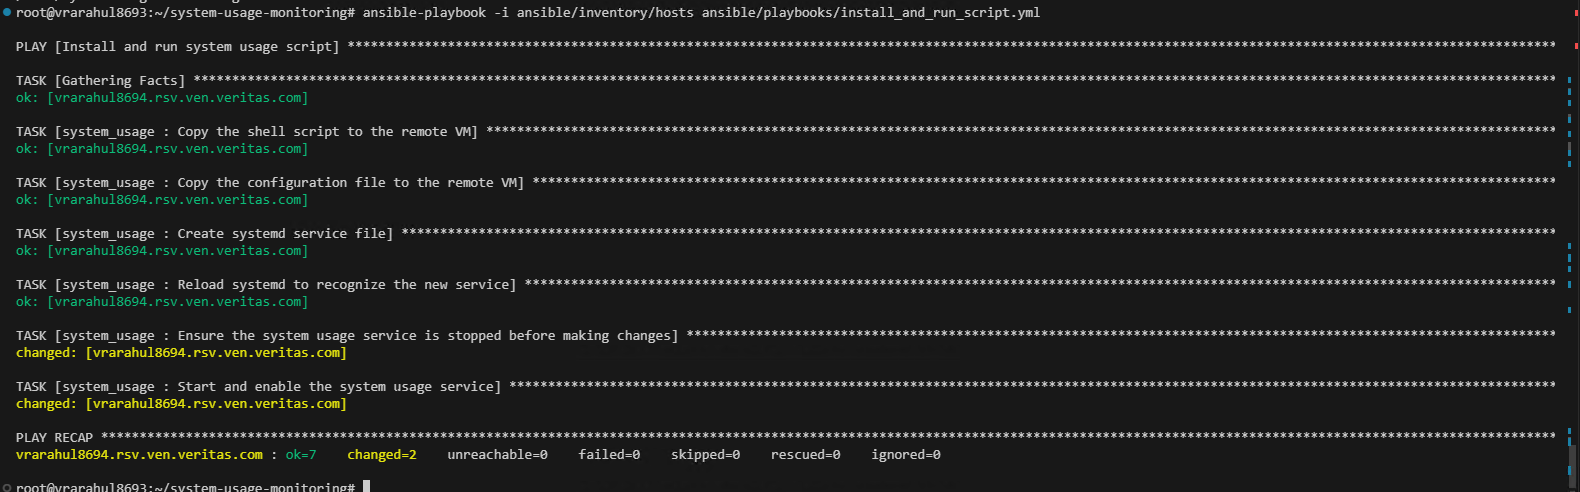 root@vrarahul8693:~/system-usage-monitoring# ansible-playbook -i ansible/inventory/hosts ansible/playbooks/install_and_run_script.yml
PLAY [Install and run system usage script] *************************************************************************************************************************************************************
TASK [Gathering Facts] *********************************************************************************************************************************************************************************
ok: [vrarahul8694.rsv.ven.veritas.com]
TASK [system_usage : Copy the shell script to the remote VM] *******************************************************************************************************************************************
ok: [vrarahul8694.rsv.ven.veritas.com]
TASK [system_usage : Copy the configuration file to the remote VM] *************************************************************************************************************************************
ok: [vrarahul8694.rsv.ven.veritas.com]
TASK [system_usage : Create systemd service file] ******************************************************************************************************************************************************
ok: [vrarahul8694.rsv.ven.veritas.com]
TASK [system_usage : Reload systemd to recognize the new service] **************************************************************************************************************************************
ok: [vrarahul8694.rsv.ven.veritas.com]
TASK [system_usage : Ensure the system usage service is stopped before making changes] *****************************************************************************************************************
changed: [vrarahul8694.rsv.ven.veritas.com]
TASK [system_usage : Start and enable the system usage service] ****************************************************************************************************************************************
changed: [vrarahul8694.rsv.ven.veritas.com]
PLAY RECAP *********************************************************************************************************************************************************************************************
vrarahul8694.rsv.ven.veritas.com : ok=7    changed=2    unreachable=0    failed=0    skipped=0    rescued=0    ignored=0
root@vrarahul8693:~/system-usage-monitoring#